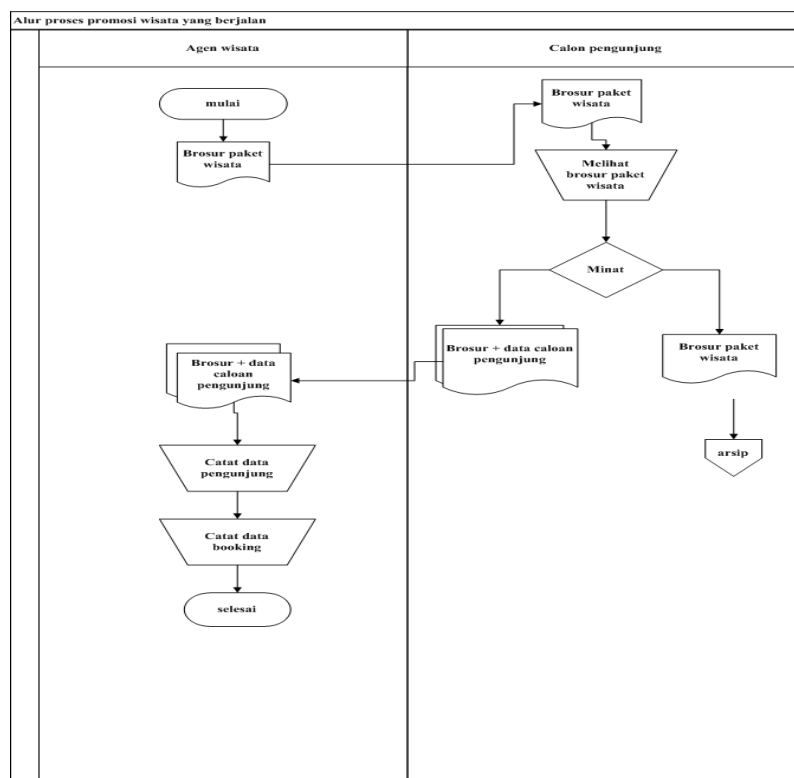 Alur proses promosi wisata yang berjalan
Agen wisata
Calon pengunjung
mulai
Brosur paket
wisata
Brosur paket
wisata
Melihat
brosur paket
wisata
Minat
Brosur + data caloan
pengunjung
Brosur paket
wisata
Brosur + data
caloan
pengunjung
arsip
Catat data
pengunjung
Catat data
booking
selesai